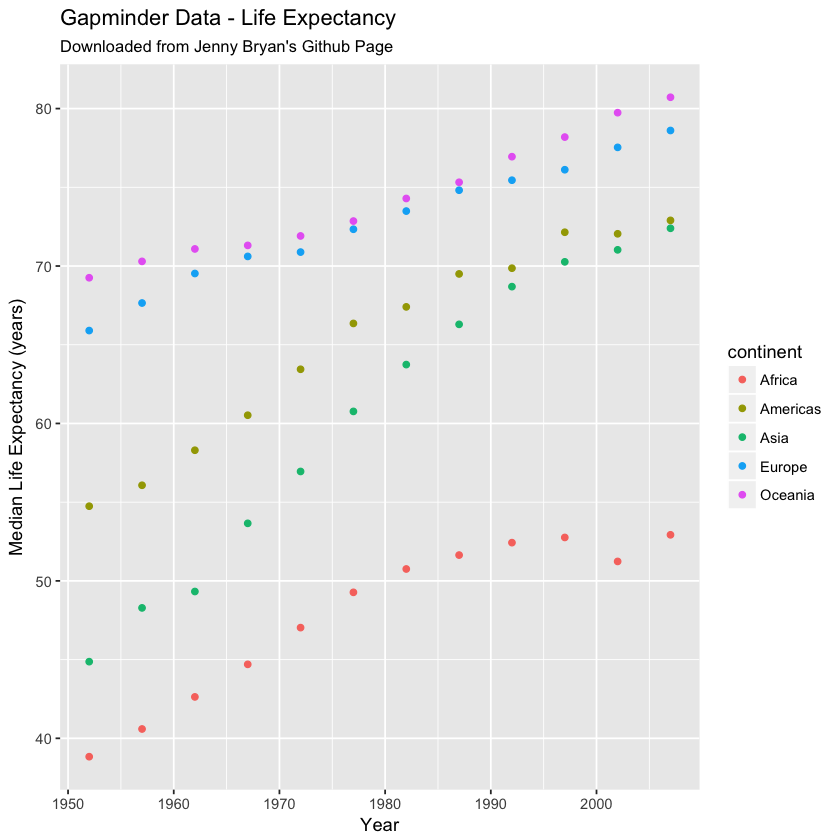 Gapminder Data - Life Expectancy
Downloaded from Jenny Bryan's Github Page
Median Life Expectancy (years)
80
70
60
50
40
1950 1960 1970 1980 1990 2000
Year
continent
Africa
Americas
Asia
Europe
Oceania